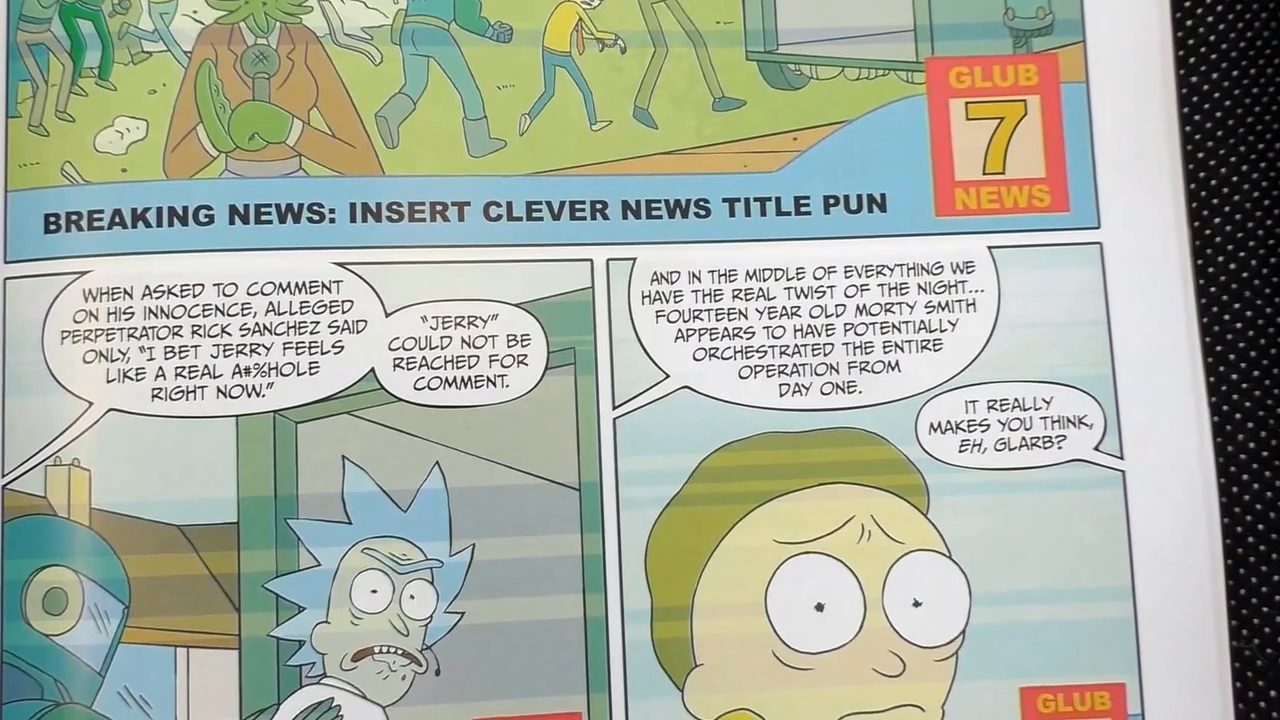 GLUB
7
NEWS
BREAKING NEWS: INSERT CLEVER NEWS TITLE PUN
WHEN ASKED TO COMMENT
ON HIS INNOCENCE, ALLEGED
PERPETRATOR RICK SANCHEZ SAID
ONLY, "I BET JERRY FEELS
LIKE A REAL A#%HOLE
RIGHT NOW."
"JERRY"
COULD NOT BE
REACHED FOR
COMMENT.
AND IN THE MIDDLE OF EVERYTHING WE
HAVE THE REAL TWIST OF THE NIGHT...
FOURTEEN YEAR OLD MORTY SMITH
APPEARS TO HAVE POTENTIALLY
ORCHESTRATED THE ENTIRE
OPERATION FROM
DAY ONE.
IT REALLY
MAKES YOU THINK,
EH, GLARB?
GLUB